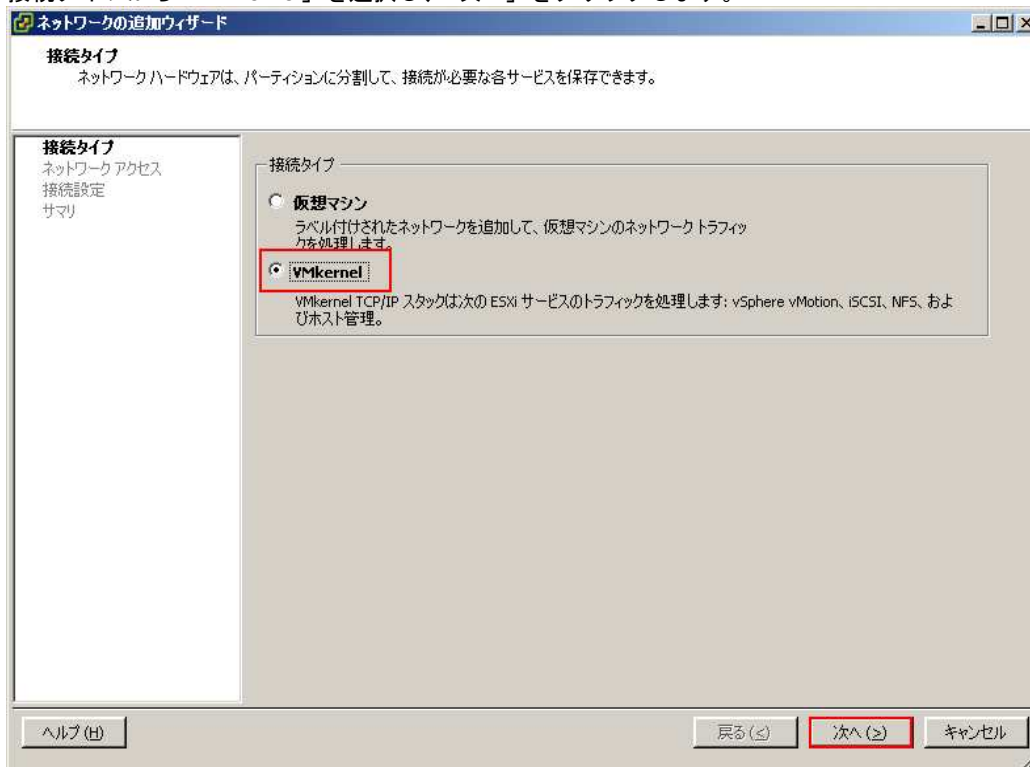 ネットワークの追加ウィザード
接続タイプ
ネットワーク ハードウェアは、パーティションに分割して、接続が必要な各サービスを保存できます。
接続タイプ
ネットワーク アクセス
接続設定
サマリ
接続タイプ
仮想マシン
ラベル付けされたネットワークを追加して、仮想マシンのネットワーク トラフィッ
クを処理します。
VMkernel
VMkernel TCP/IP スタックは次の ESXi サービスのトラフィックを処理します: vSphere vMotion、iSCSI、NFS、およ
びホスト管理。
ヘルプ(H)
戻る(<)
次へ(>)
キャンセル